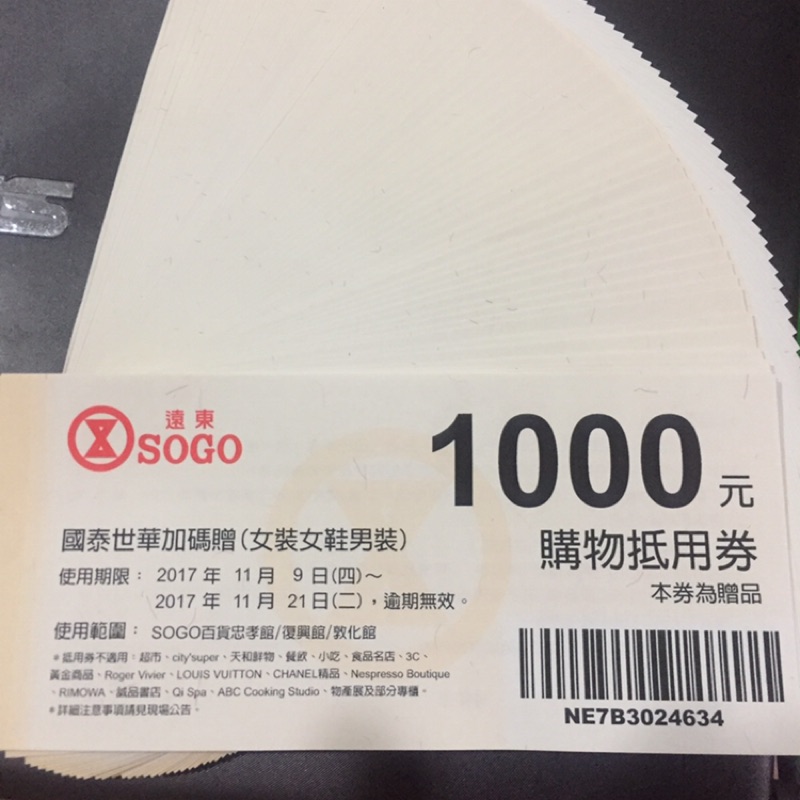 遠東
SOGO
1000元
國泰世華加碼贈(女裝女鞋男裝)
購物抵用券
使用期限：2017 年 11 月 9 日(四)～
2017 年 11 月 21 日(二)，逾期無效。
本券為贈品
使用範圍：SOGO百貨忠孝館/復興館/敦化館
*抵用券不適用：超市、city'super、天和鮮物、餐飲、小吃、食品名店、3C、
黃金商品、Roger Vivier、LOUIS VUITTON、CHANEL精品、Nespresso Boutique
、RIMOWA、誠品書店、Qi Spa、ABC Cooking Studio、物產展及部分專櫃。
*詳細注意事項請見現場公告。
NE7B3024634